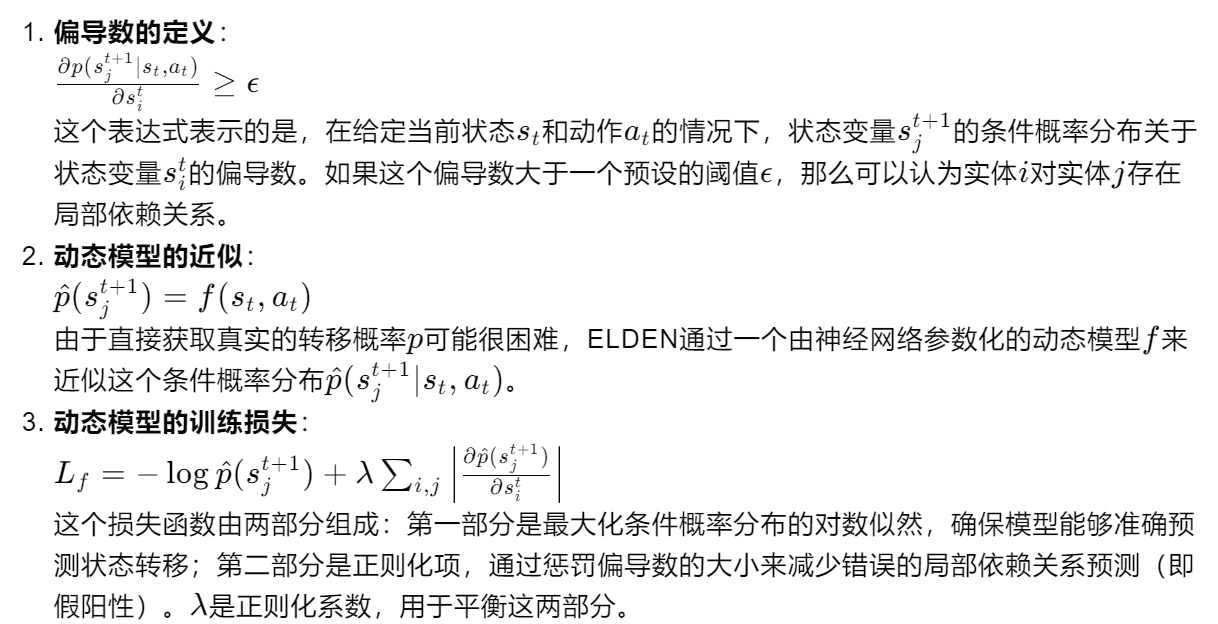 1. 偏导数的定义：
$\frac{\partial p(s_j^{t+1}|s_t,a_t)}{\partial s_i^t} \geq \epsilon$
这个表达式表示的是，在给定当前状态$s_t$和动作$a_t$的情况下，状态变量$s_j^{t+1}$的条件概率分布关于
状态变量$s_i^t$的偏导数。如果这个偏导数大于一个预设的阈值$\epsilon$，那么可以认为实体$i$对实体$j$存在
局部依赖关系。
2. 动态模型的近似：
$\hat{p}(s_j^{t+1}) = f(s_t, a_t)$
由于直接获取真实的转移概率$p$可能很困难，ELDEN通过一个由神经网络参数化的动态模型$f$来
近似这个条件概率分布$\hat{p}(s_j^{t+1}|s_t, a_t)$。
3. 动态模型的训练损失：
$L_f = -\log \hat{p}(s_j^{t+1}) + \lambda \sum_{i,j} \left| \frac{\partial \hat{p}(s_j^{t+1})}{\partial s_i^t} \right|$
这个损失函数由两部分组成：第一部分是最大化条件概率分布的对数似然，确保模型能够准确预
测状态转移；第二部分是正则化项，通过惩罚偏导数的大小来减少错误的局部依赖关系预测（即
假阳性）。$\lambda$是正则化系数，用于平衡这两部分。